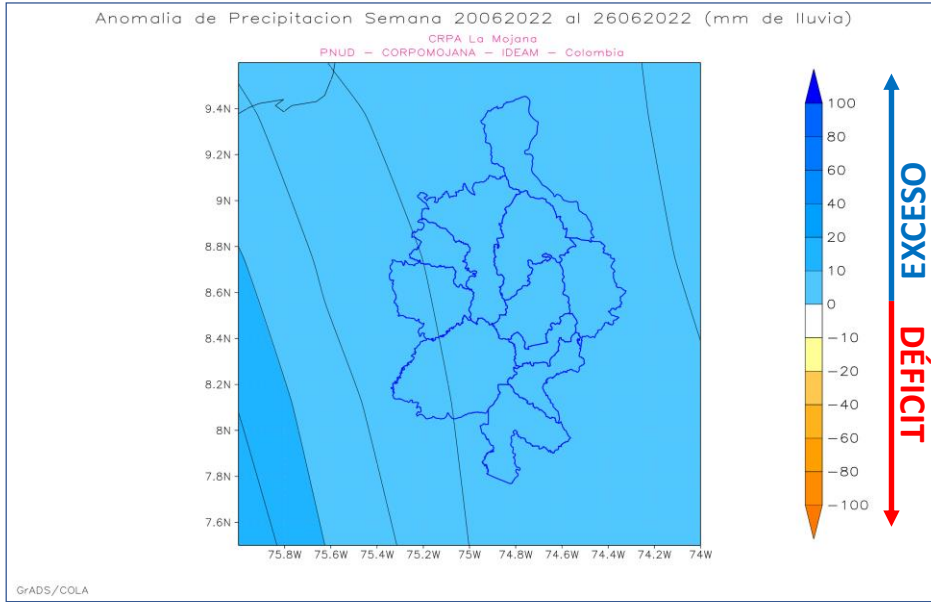 Anomalia de Precipitacion Semana 20062022 al 26062022 (mm de lluvia)
CRPA La Mojana
PNUD – CORPOMOJANA – IDEAM – Colombia
9.4N
9.2N
9N
8.8N
8.6N
8.4N
8.2N
8N
7.8N
7.6N
75.8W 75.6W 75.4W 75.2W 75W 74.8W 74.6W 74.4W 74.2W 74W
100
80
60
40
20
10
0
−10
−20
−40
−60
−80
−100
EXCESO
DÉFICIT
GrADS/COLA